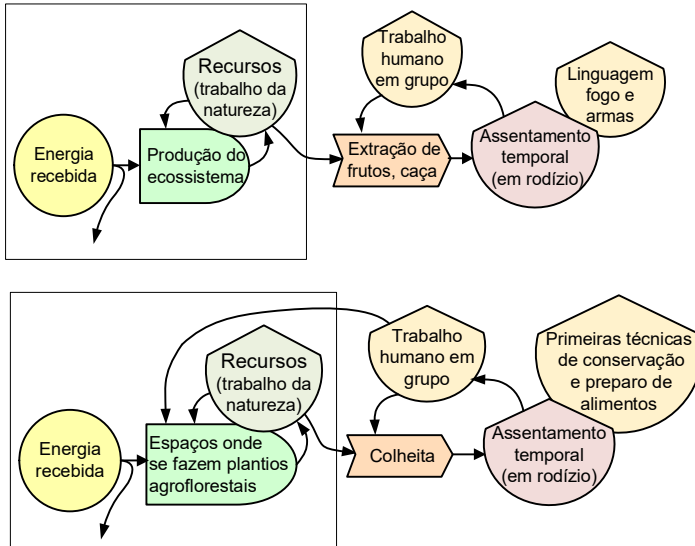 Energia
recebida
Produção do
ecossistema
Recursos
(trabalho da
natureza)
Extração de
frutos, caça
Trabalho
humano
em grupo
Assentamento
temporal
(em rodízio)
Linguagem
fogo e
armas
Energia
recebida
Espaços onde
se fazem plantios
agroflorestais
Recursos
(trabalho da
natureza)
Colheita
Trabalho
humano em
grupo
Assentamento
temporal
(em rodízio)
Primeiras técnicas
de conservação
e preparo de
alimentos